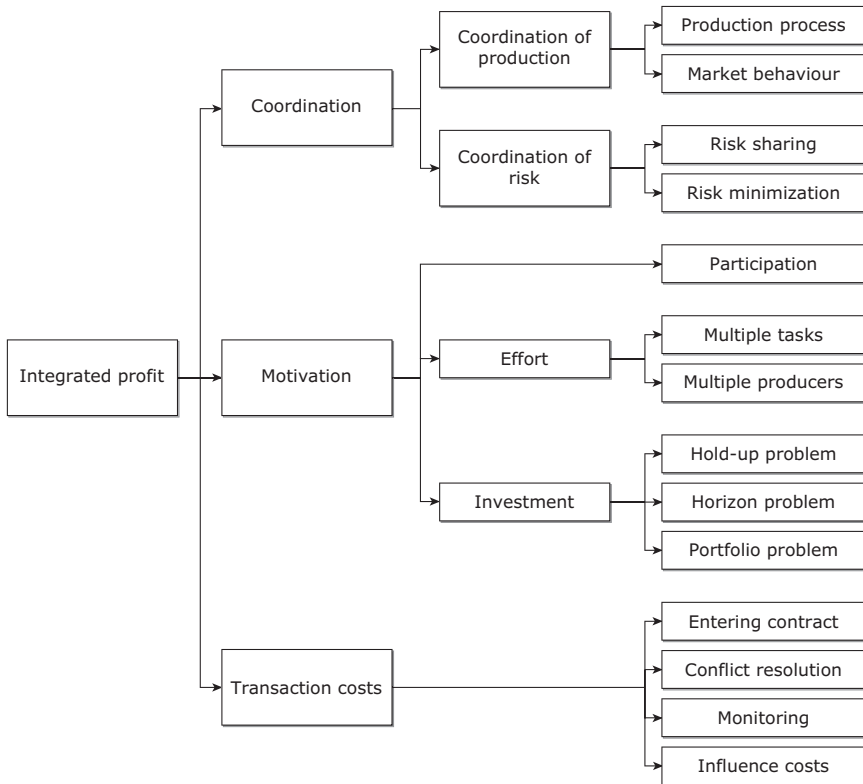 Integrated profit
Coordination
Coordination of
production
Production process
Market behaviour
Coordination of
risk
Risk sharing
Risk minimization
Motivation
Participation
Effort
Multiple tasks
Multiple producers
Investment
Hold-up problem
Horizon problem
Portfolio problem
Transaction costs
Entering contract
Conflict resolution
Monitoring
Influence costs